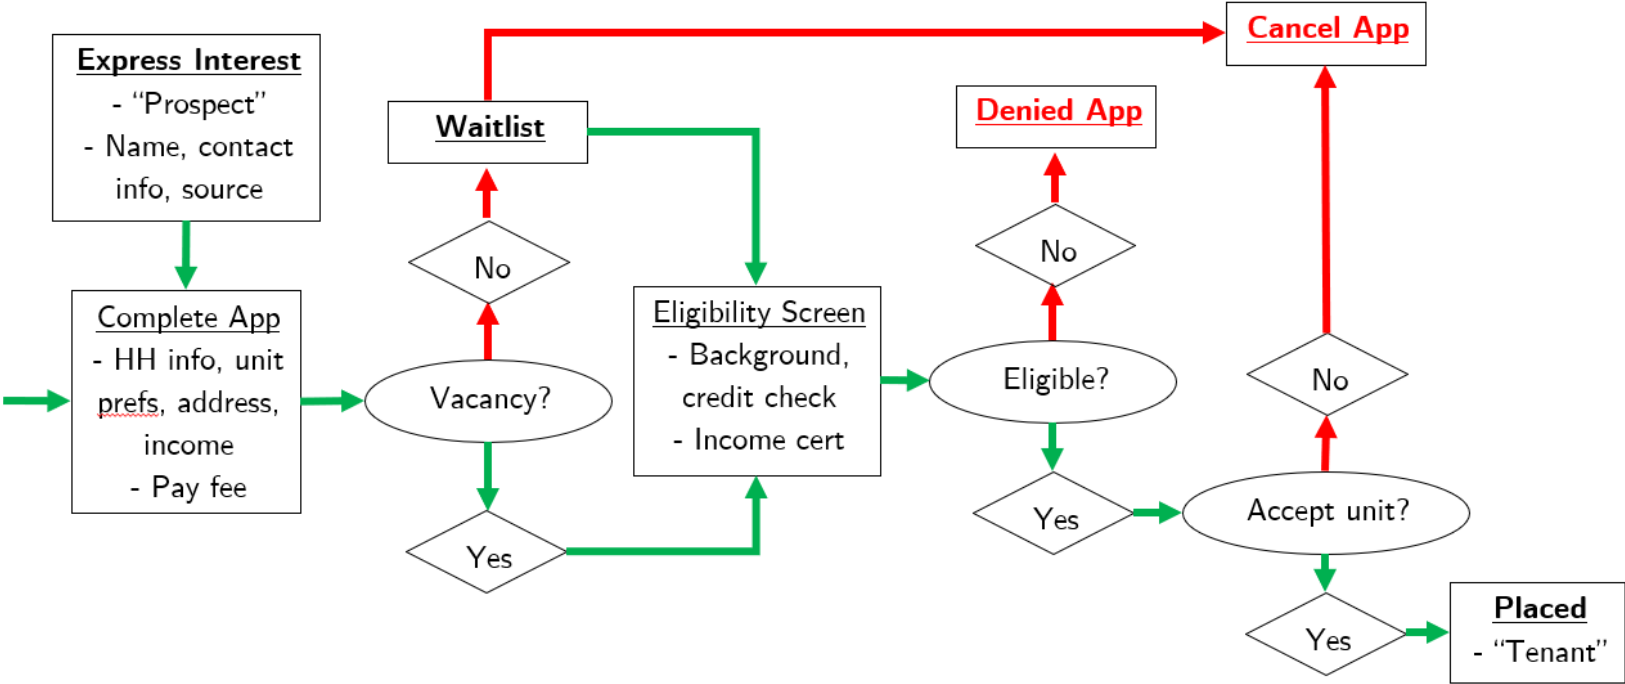 Express Interest
- “Prospect”
- Name, contact
info, source
Complete App
- HH info, unit
prefs, address,
income
- Pay fee
Waitlist
No
Vacancy?
Yes
Eligibility Screen
- Background,
credit check
- Income cert
Denied App
No
Eligible?
Yes
Cancel App
No
Accept unit?
Yes
Placed
- “Tenant”